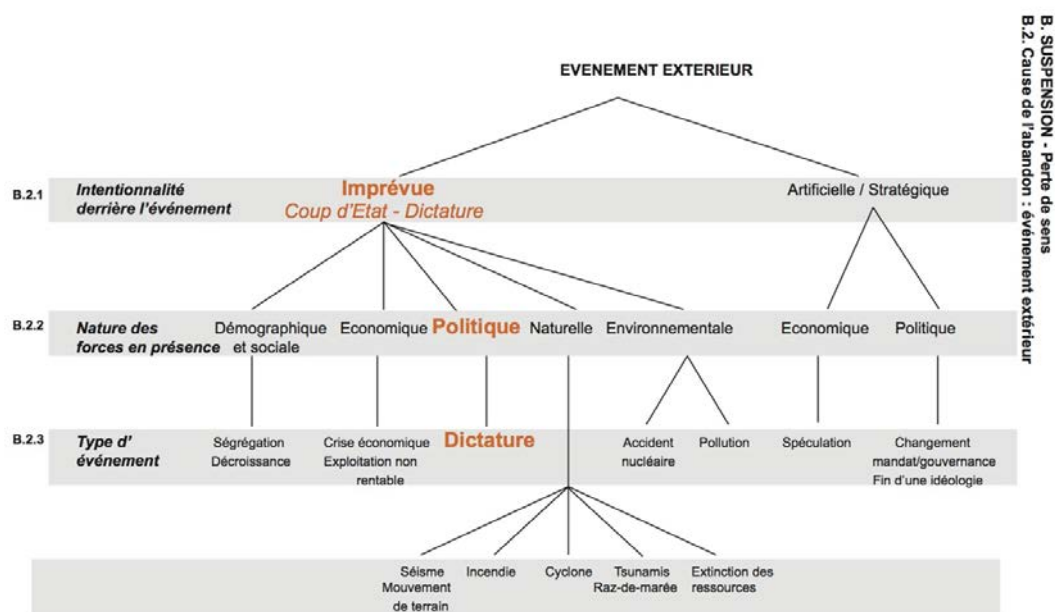 B. SUSPENSION - Perte de sens
B.2. Cause de l'abandon : événement extérieur
EVENEMENT EXTERIEUR
B.2.1
Intentionnalité
derrière l'événement
Imprévue
Coup d'Etat - Dictature
Artificielle / Stratégique
B.2.2
Nature des
forces en présence
Démographique
et sociale
Economique
Politique
Naturelle
Environnementale
Economique
Politique
B.2.3
Type d'
événement
Ségrégation
Décroissance
Crise économique
Exploitation non
rentable
Dictature
Accident
nucléaire
Pollution
Spéculation
Changement
mandat/gouvernance
Fin d'une idéologie
Séisme
Mouvement
de terrain
Incendie
Cyclone
Tsunamis
Raz-de-marée
Extinction des
ressources